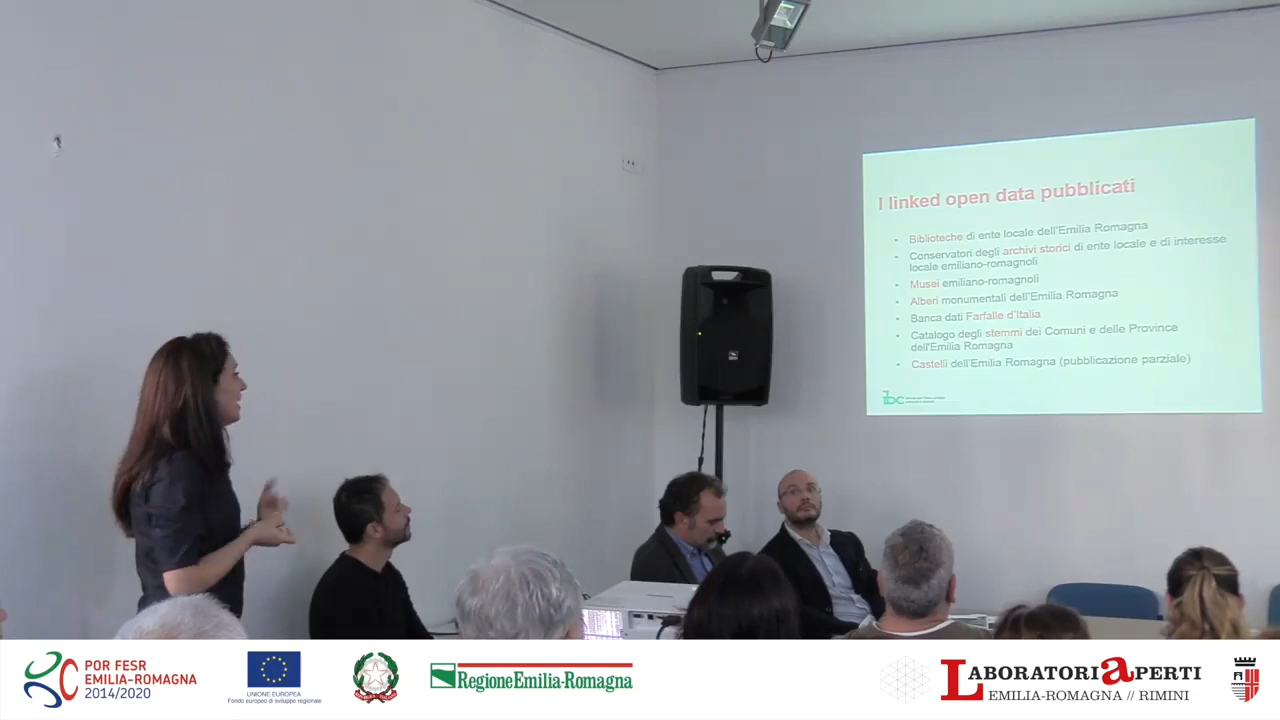 I linked open data pubblicati
- Biblioteche di ente locale dell'Emilia Romagna
- Conservatori degli archivi storici di ente locale e di interesse
locale emiliano-romagnoli
- Musei emiliano-romagnoli
- Alberi monumentali dell'Emilia Romagna
- Banca dati Farfalle d'Italia
- Catalogo degli stemmi dei Comuni e delle Province
dell'Emilia Romagna
- Castelli dell'Emilia Romagna (pubblicazione parziale)
ibc
POR FESR
EMILIA-ROMAGNA
2014/2020
UNIONE EUROPEA
Fondo europeo di sviluppo regionale
RegioneEmilia-Romagna
LABORATORIAPERTI
EMILIA-ROMAGNA // RIMINI